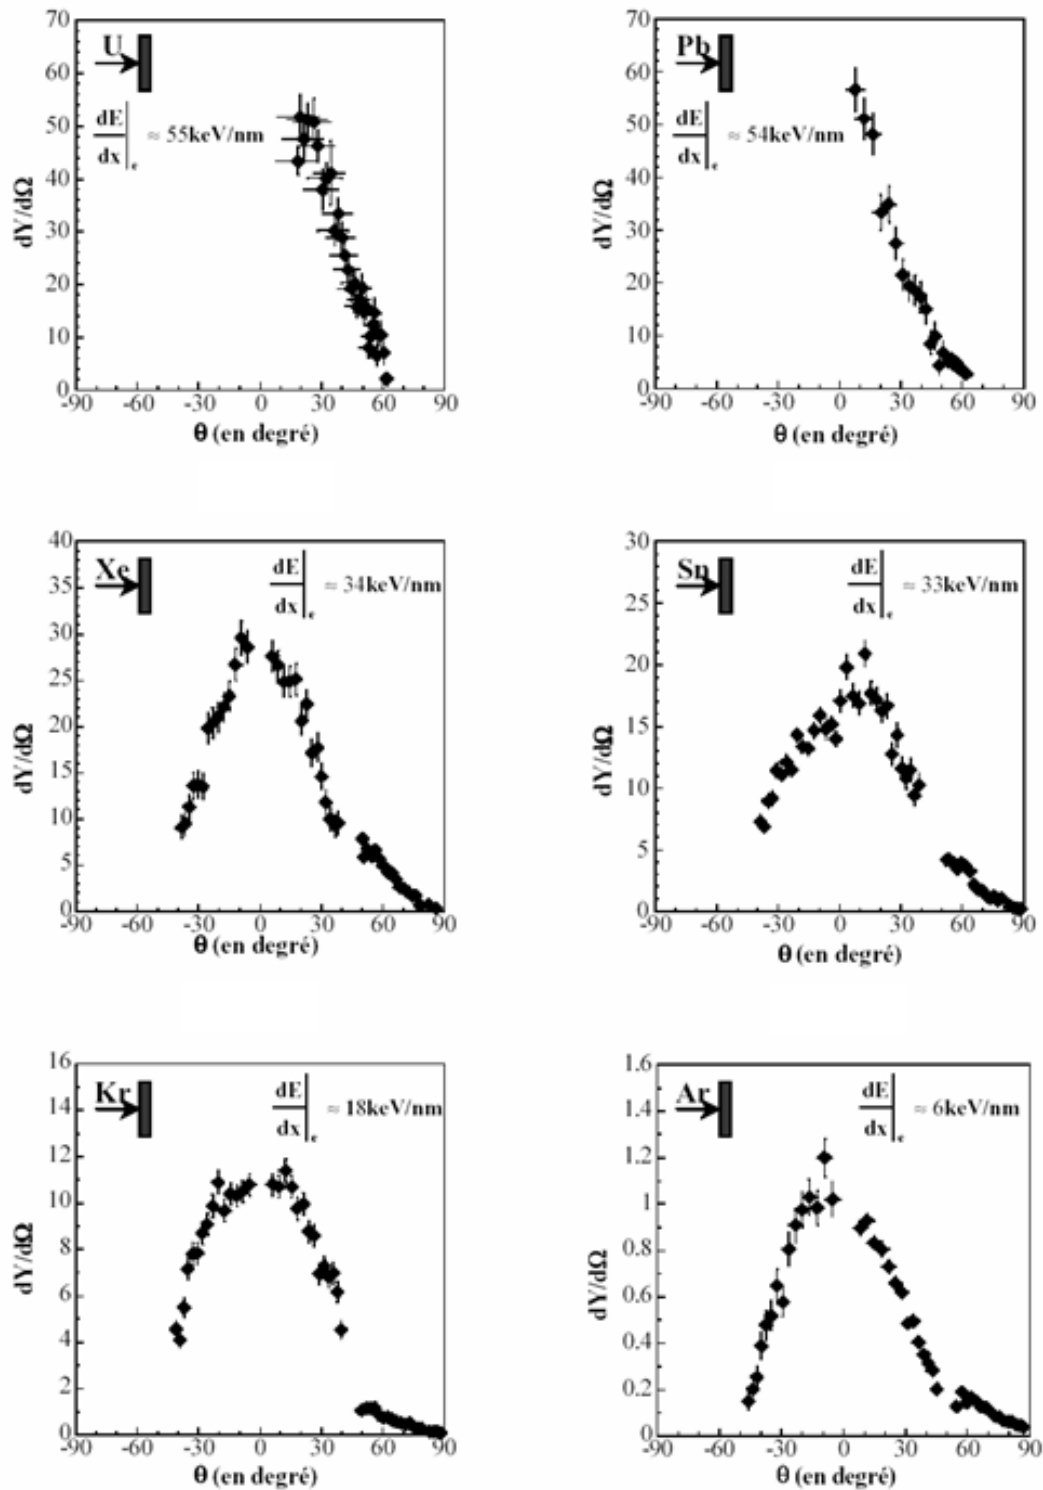 70
60
50
40
30
20
10
0
U
dE
dx
e
≈ 55keV/nm
dY/dΩ
-90 -60 -30 0 30 60 90
θ (en degré)
70
60
50
40
30
20
10
0
Pb
dE
dx
e
≈ 54keV/nm
dY/dΩ
-90 -60 -30 0 30 60 90
θ (en degré)
40
35
30
25
20
15
10
5
0
Xe
dE
dx
e
≈ 34keV/nm
dY/dΩ
-90 -60 -30 0 30 60 90
θ (en degré)
30
25
20
15
10
5
0
Sn
dE
dx
e
≈ 33keV/nm
dY/dΩ
-90 -60 -30 0 30 60 90
θ (en degré)
16
14
12
10
8
6
4
2
0
Kr
dE
dx
e
≈ 18keV/nm
dY/dΩ
-90 -60 -30 0 30 60 90
θ (en degré)
1.6
1.4
1.2
1
0.8
0.6
0.4
0.2
0
Ar
dE
dx
e
≈ 6keV/nm
dY/dΩ
-90 -60 -30 0 30 60 90
θ (en degré)